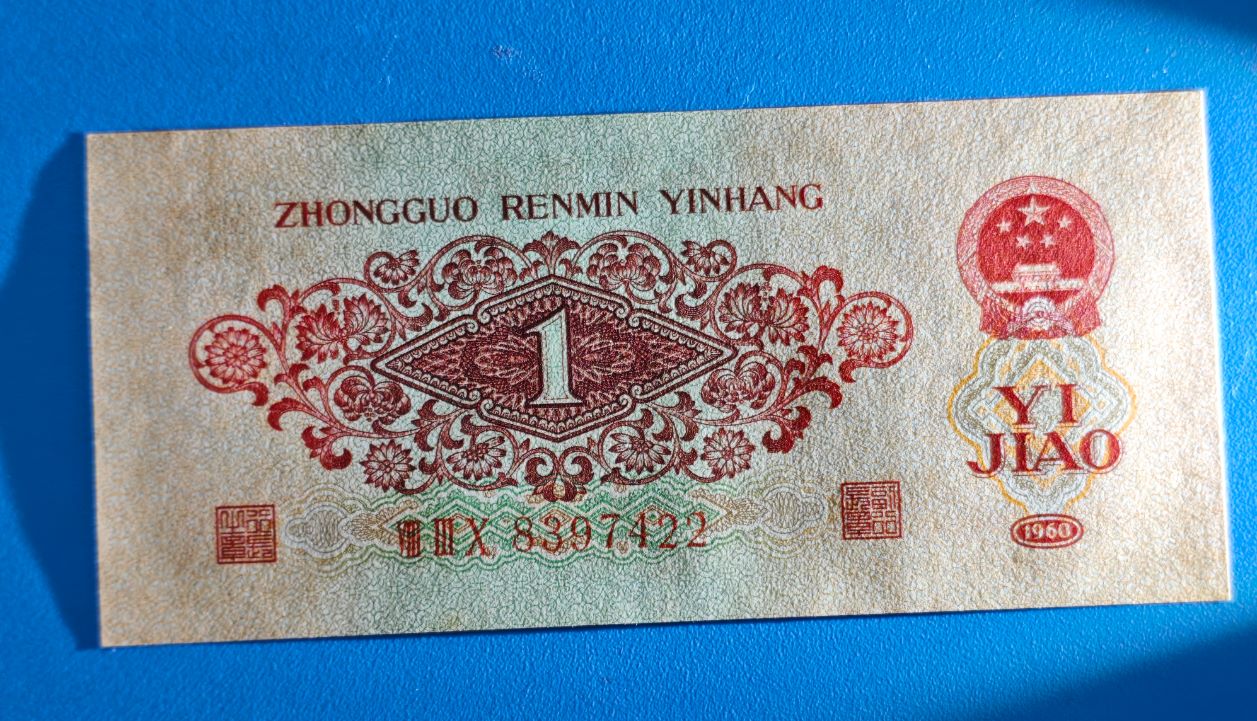 ZHONGGUO RENMIN YINHANG
1
YI
JIAO
X 8397422
1960